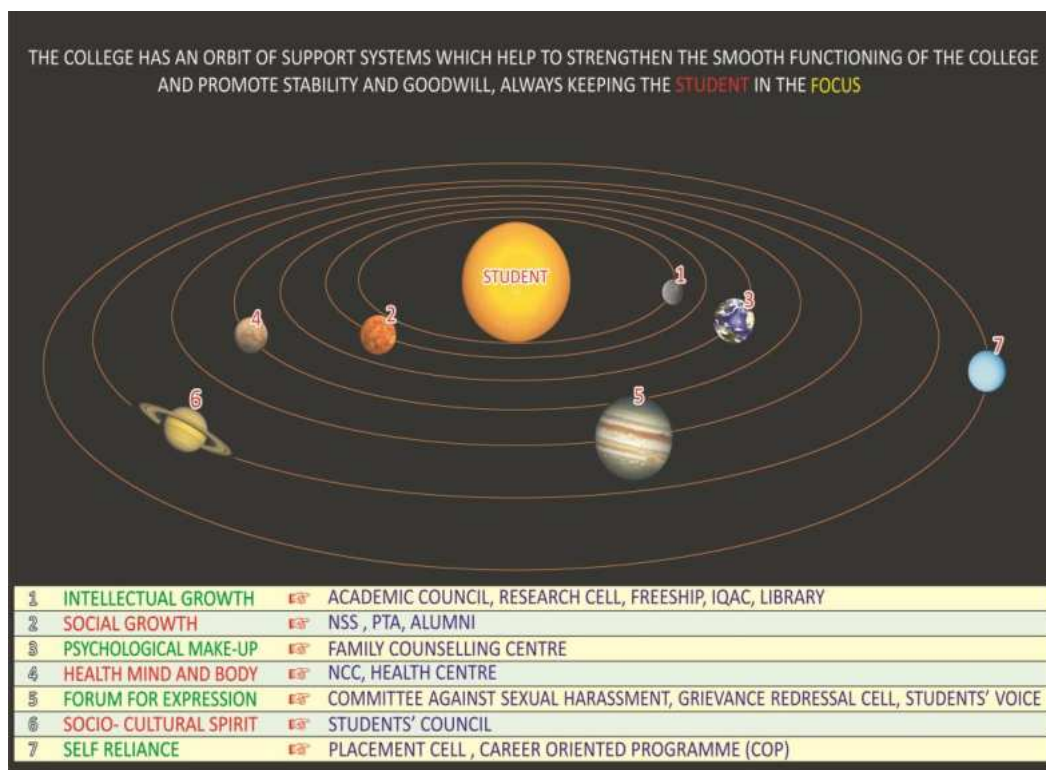 THE COLLEGE HAS AN ORBIT OF SUPPORT SYSTEMS WHICH HELP TO STRENGTHEN THE SMOOTH FUNCTIONING OF THE COLLEGE
AND PROMOTE STABILITY AND GOODWILL, ALWAYS KEEPING THE STUDENT IN THE FOCUS
STUDENT
1
2
3
4
5
6
7
1 INTELLECTUAL GROWTH ☞ ACADEMIC COUNCIL, RESEARCH CELL, FREESHIP, IQAC, LIBRARY
2 SOCIAL GROWTH ☞ NSS , PTA, ALUMNI
3 PSYCHOLOGICAL MAKE-UP ☞ FAMILY COUNSELLING CENTRE
4 HEALTH MIND AND BODY ☞ NCC, HEALTH CENTRE
5 FORUM FOR EXPRESSION ☞ COMMITTEE AGAINST SEXUAL HARASSMENT, GRIEVANCE REDRESSAL CELL, STUDENTS' VOICE
6 SOCIO- CULTURAL SPIRIT ☞ STUDENTS' COUNCIL
7 SELF RELIANCE ☞ PLACEMENT CELL , CAREER ORIENTED PROGRAMME (COP)